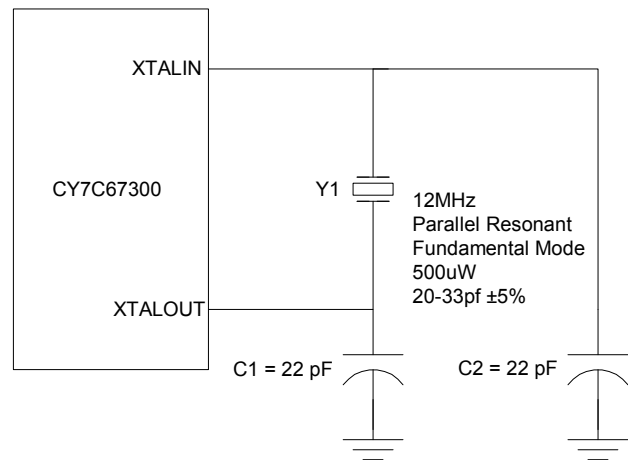 XTALIN
CY7C67300
Y1
12MHz
Parallel Resonant
Fundamental Mode
500uW
20-33pf ±5%
XTALOUT
C1 = 22 pF
C2 = 22 pF